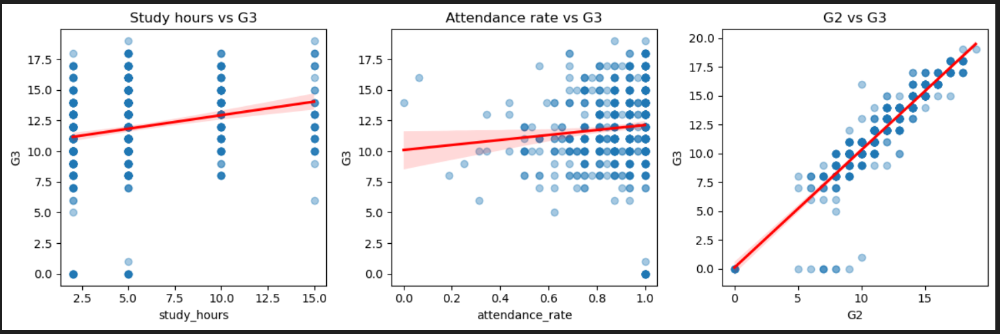 Study hours vs G3
17.5
15.0
12.5
10.0
7.5
5.0
2.5
0.0
G3
2.5 5.0 7.5 10.0 12.5 15.0
study_hours
Attendance rate vs G3
17.5
15.0
12.5
10.0
7.5
5.0
2.5
0.0
G3
0.0 0.2 0.4 0.6 0.8 1.0
attendance_rate
G2 vs G3
20.0
17.5
15.0
12.5
10.0
7.5
5.0
2.5
0.0
G3
0 5 10 15
G2